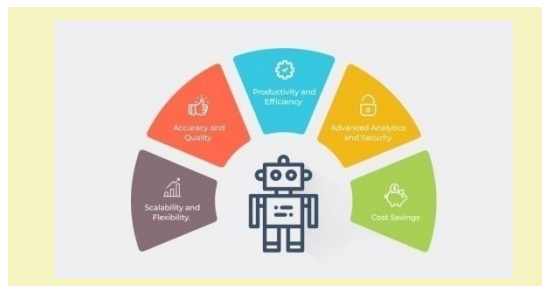 Scalability and
Flexibility.
Accuracy and
Quality
Productivity and
Efficiency
Advanced Analytics
and Security
Cost Savings